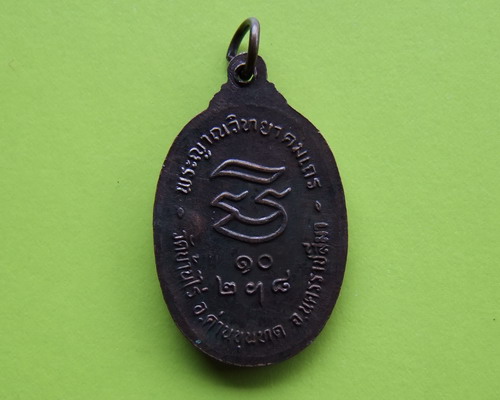 พระญาณวิทยาคมเถร
๑๐
๒ ๙ ๘
วัดบ้านไร่ อ.ด่านขุนทด จ.นครราชสีมา